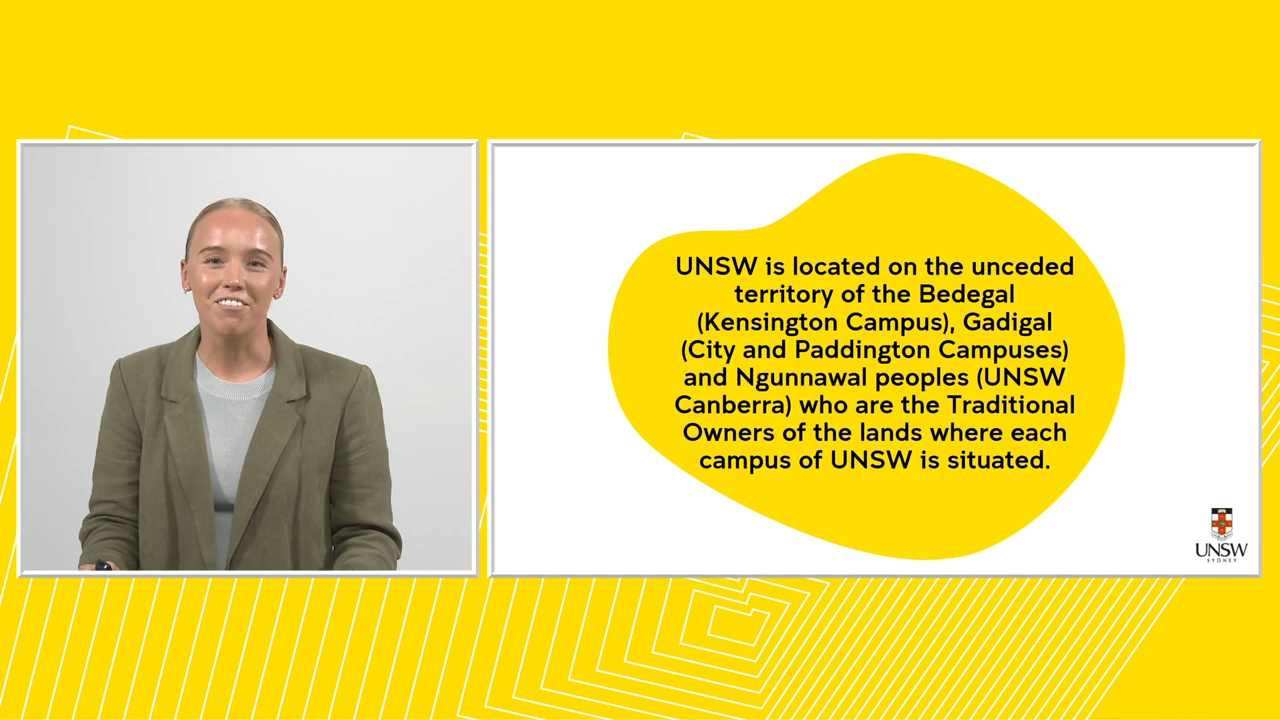 UNSW is located on the unceded
territory of the Bedegal
(Kensington Campus), Gadigal
(City and Paddington Campuses)
and Ngunnawal peoples (UNSW
Canberra) who are the Traditional
Owners of the lands where each
campus of UNSW is situated.
UNSW
SYDNEY